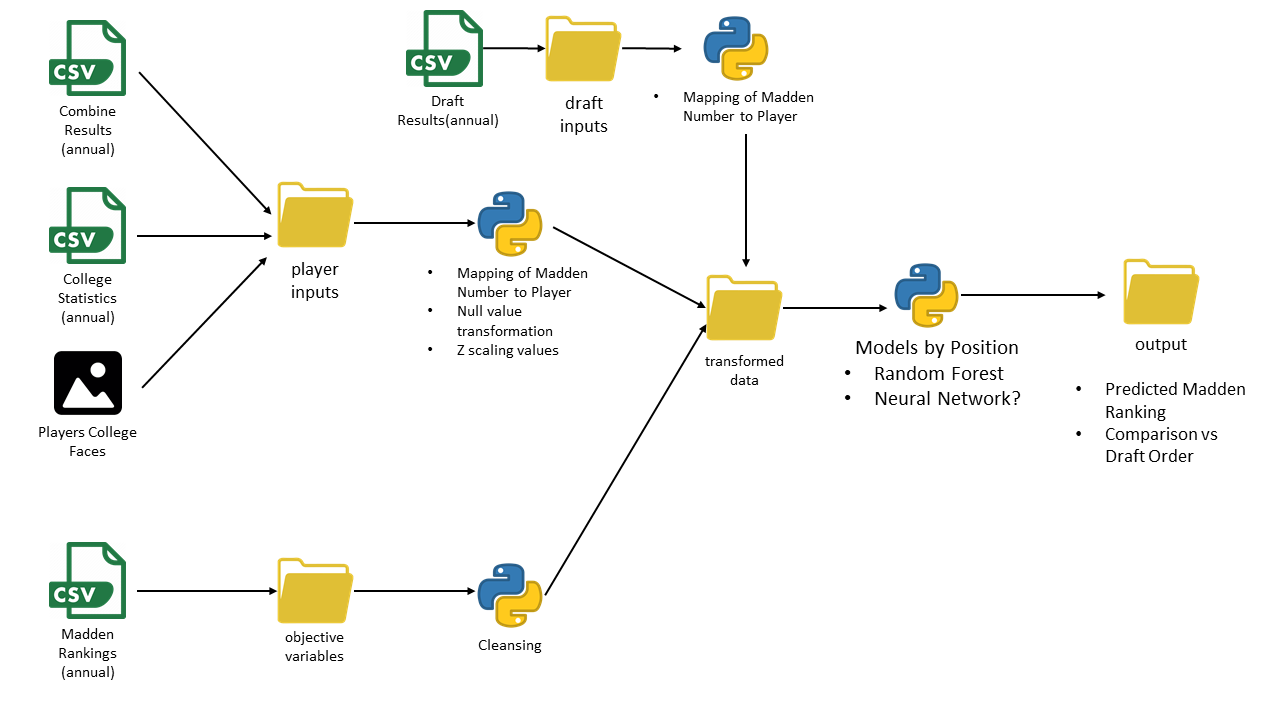 CSV
Combine
Results
(annual)
CSV
College
Statistics
(annual)
Players College
Faces
CSV
Madden
Rankings
(annual)
CSV
Draft
Results(annual)
draft
inputs
• Mapping of Madden
Number to Player
player
inputs
• Mapping of Madden
Number to Player
• Null value
transformation
• Z scaling values
objective
variables
Cleansing
transformed
data
Models by Position
• Random Forest
• Neural Network?
output
• Predicted Madden
Ranking
• Comparison vs
Draft Order